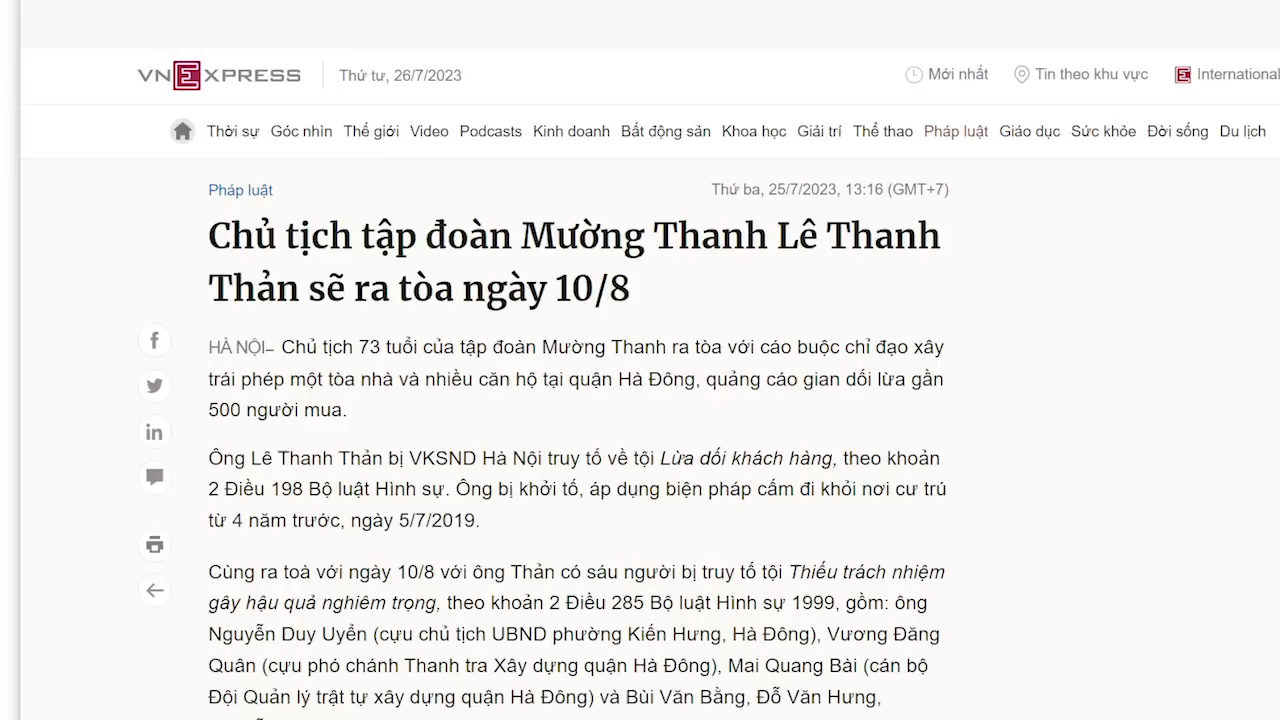 VNEXPRESS
Thứ tư, 26/7/2023
Mới nhất
Tin theo khu vực
International
Thời sự Góc nhìn Thế giới Video Podcasts Kinh doanh Bất động sản Khoa học Giải trí Thể thao Pháp luật Giáo dục Sức khỏe Đời sống Du lịch
Pháp luật
Thứ ba, 25/7/2023, 13:16 (GMT+7)
Chủ tịch tập đoàn Mường Thanh Lê Thanh
Thản sẽ ra tòa ngày 10/8
HÀ NỘI– Chủ tịch 73 tuổi của tập đoàn Mường Thanh ra tòa với cáo buộc chỉ đạo xây
trái phép một tòa nhà và nhiều căn hộ tại quận Hà Đông, quảng cáo gian dối lừa gần
500 người mua.
Ông Lê Thanh Thản bị VKSND Hà Nội truy tố về tội Lừa dối khách hàng, theo khoản
2 Điều 198 Bộ luật Hình sự. Ông bị khởi tố, áp dụng biện pháp cấm đi khỏi nơi cư trú
từ 4 năm trước, ngày 5/7/2019.
Cùng ra toà với ngày 10/8 với ông Thản có sáu người bị truy tố tội Thiếu trách nhiệm
gây hậu quả nghiêm trọng, theo khoản 2 Điều 285 Bộ luật Hình sự 1999, gồm: ông
Nguyễn Duy Uyển (cựu chủ tịch UBND phường Kiến Hưng, Hà Đông), Vương Đăng
Quân (cựu phó chánh Thanh tra Xây dựng quận Hà Đông), Mai Quang Bài (cán bộ
Đội Quản lý trật tự xây dựng quận Hà Đông) và Bùi Văn Bằng, Đỗ Văn Hưng,